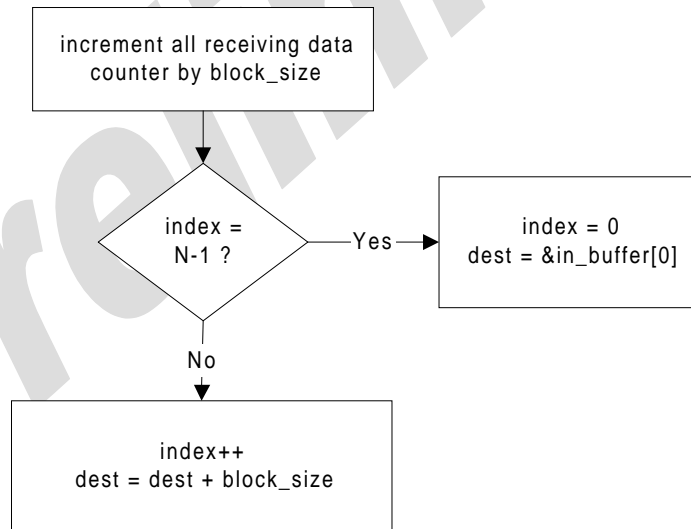 increment all receiving data
counter by block_size
index =
N-1 ?
Yes
index = 0
dest = &in_buffer[0]
No
index++
dest = dest + block_size